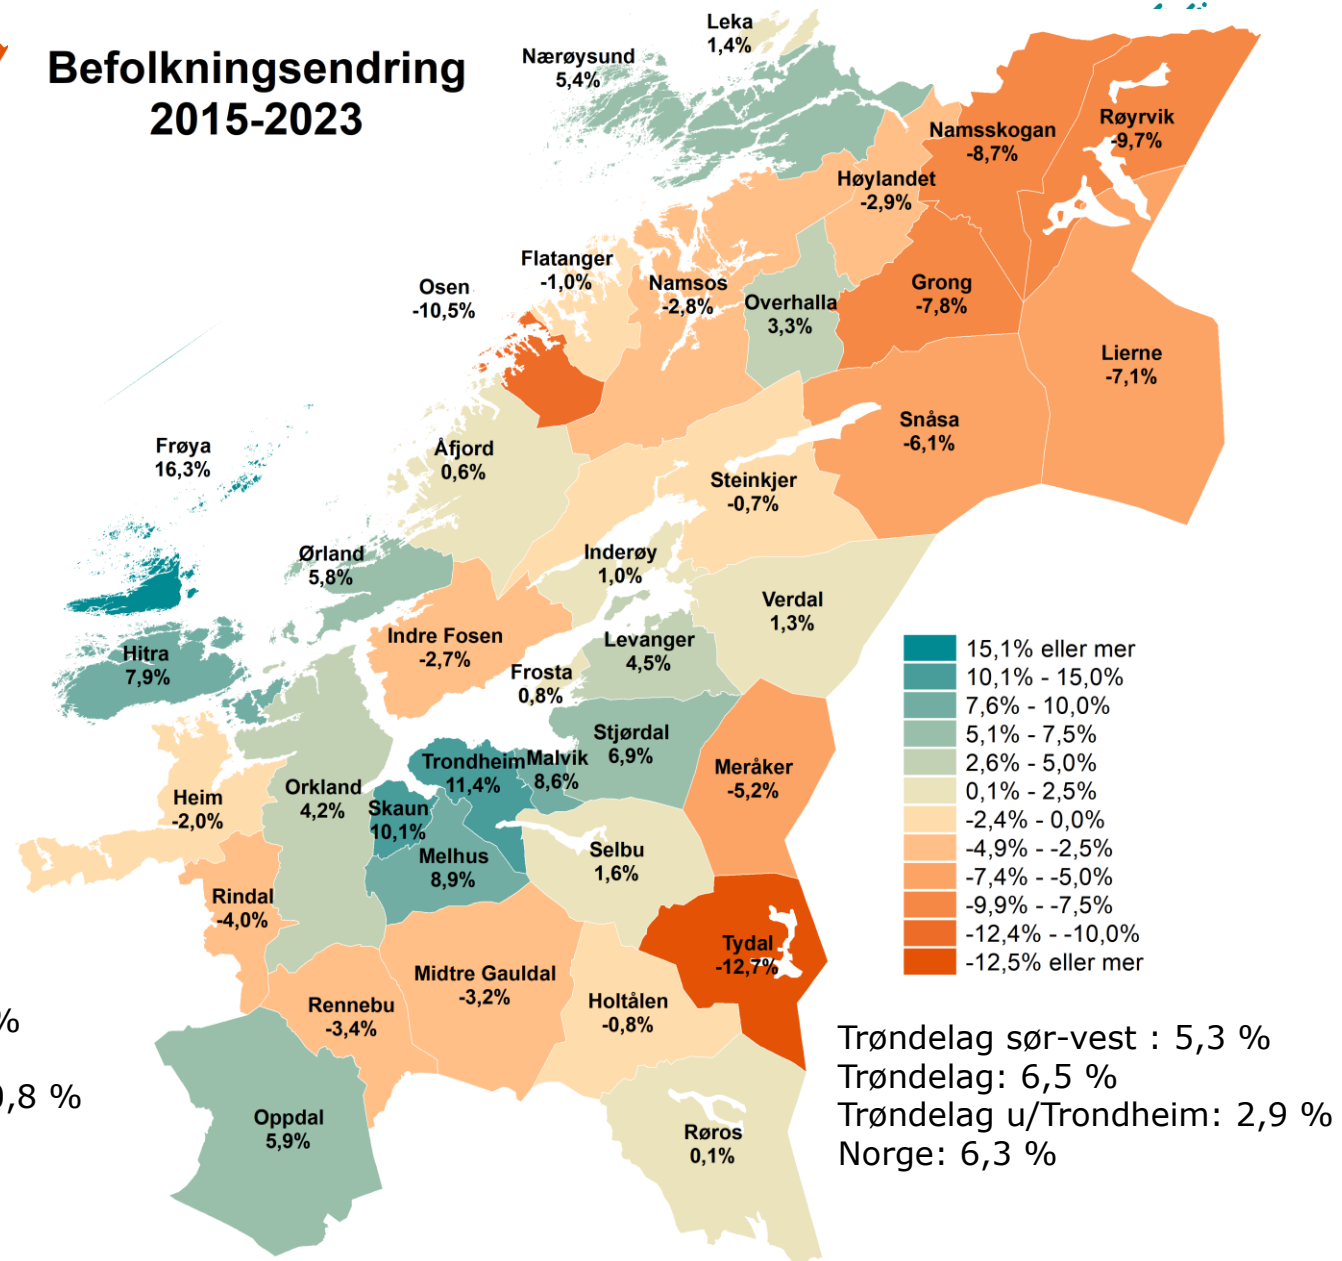 Befolkningsendring
2015-2023
Leka
1,4%
Nærøysund
5,4%
Namsskogan
-8,7%
Røyrvik
-9,7%
Høylandet
-2,9%
Flatanger
-1,0%
Osen
-10,5%
Namsos
-2,8%
Overhalla
3,3%
Grong
-7,8%
Lierne
-7,1%
Snåsa
-6,1%
Frøya
16,3%
Åfjord
0,6%
Steinkjer
-0,7%
Ørland
5,8%
Inderøy
1,0%
Verdal
1,3%
Indre Fosen
-2,7%
Levanger
4,5%
Hitra
7,9%
Frosta
0,8%
Stjørdal
6,9%
Trondheim
11,4%
Malvik
8,6%
Meråker
-5,2%
Orkland
4,2%
Heim
-2,0%
Skaun
10,1%
Melhus
8,9%
Selbu
1,6%
Rindal
-4,0%
Tydal
-12,7%
Midtre Gauldal
-3,2%
Rennebu
-3,4%
Holtålen
-0,8%
Oppdal
5,9%
Røros
0,1%
15,1% eller mer
10,1% - 15,0%
7,6% - 10,0%
5,1% - 7,5%
2,6% - 5,0%
0,1% - 2,5%
-2,4% - 0,0%
-4,9% - -2,5%
-7,4% - -5,0%
-9,9% - -7,5%
-12,4% - -10,0%
-12,5% eller mer
%
,8 %
Trøndelag sør-vest : 5,3 %
Trøndelag: 6,5 %
Trøndelag u/Trondheim: 2,9 %
Norge: 6,3 %